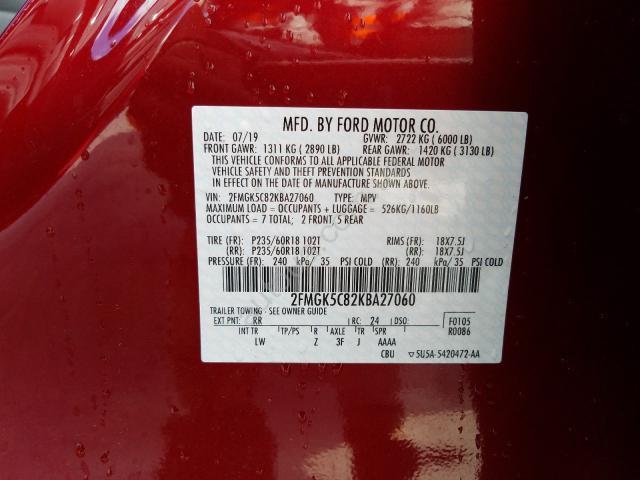 MFD. BY FORD MOTOR CO.
DATE: 07/19 GVWR: 2722 KG ( 6000 LB)
FRONT GAWR: 1311 KG ( 2890 LB) REAR GAWR: 1420 KG ( 3130 LB)
THIS VEHICLE CONFORMS TO ALL APPLICABLE FEDERAL MOTOR
VEHICLE SAFETY AND THEFT PREVENTION STANDARDS
IN EFFECT ON THE DATE OF MANUFACTURE SHOWN ABOVE.
VIN: 2FMGK5C82KBA27060 TYPE: MPV
MAXIMUM LOAD = OCCUPANTS + LUGGAGE = 526KG/1160LB
OCCUPANTS = 7 TOTAL; 2 FRONT, 5 REAR
TIRE (FR): P235/60R18 102T RIMS (FR): 18X7.5J
(RR): P235/60R18 102T (RR): 18X7.5J
PRESSURE (FR): 240 kPa/ 35 PSI COLD (RR): 240 kPa/ 35 PSI COLD
2FMGK5C82KBA27060
TRAILER TOWING - SEE OWNER GUIDE
EXT PNT: RR RC: 24 DSO: F0105
INT TR TP/PS R AXLE TR SPR R0086
LW Z 3F J AAAA
CBU 5U5A-5420472-AA